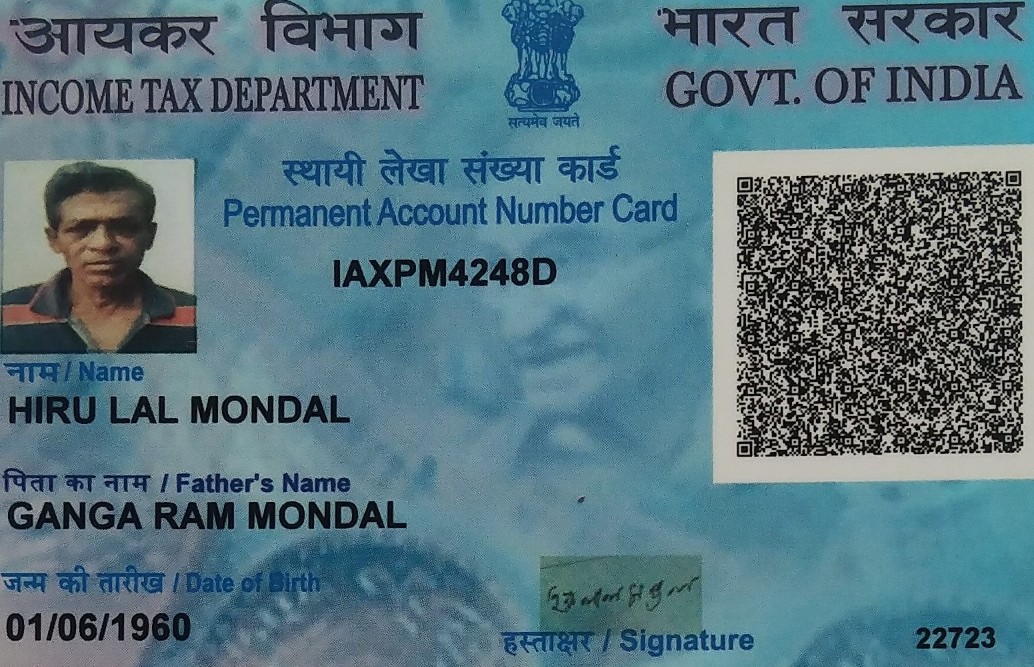 आयकर विभाग
INCOME TAX DEPARTMENT
सत्यमेव जयते
भारत सरकार
GOVT. OF INDIA
स्थायी लेखा संख्या कार्ड
Permanent Account Number Card
IAXPM4248D
नाम / Name
HIRU LAL MONDAL
पिता का नाम / Father's Name
GANGA RAM MONDAL
जन्म की तारीख / Date of Birth
01/06/1960
हस्ताक्षर / Signature
22723